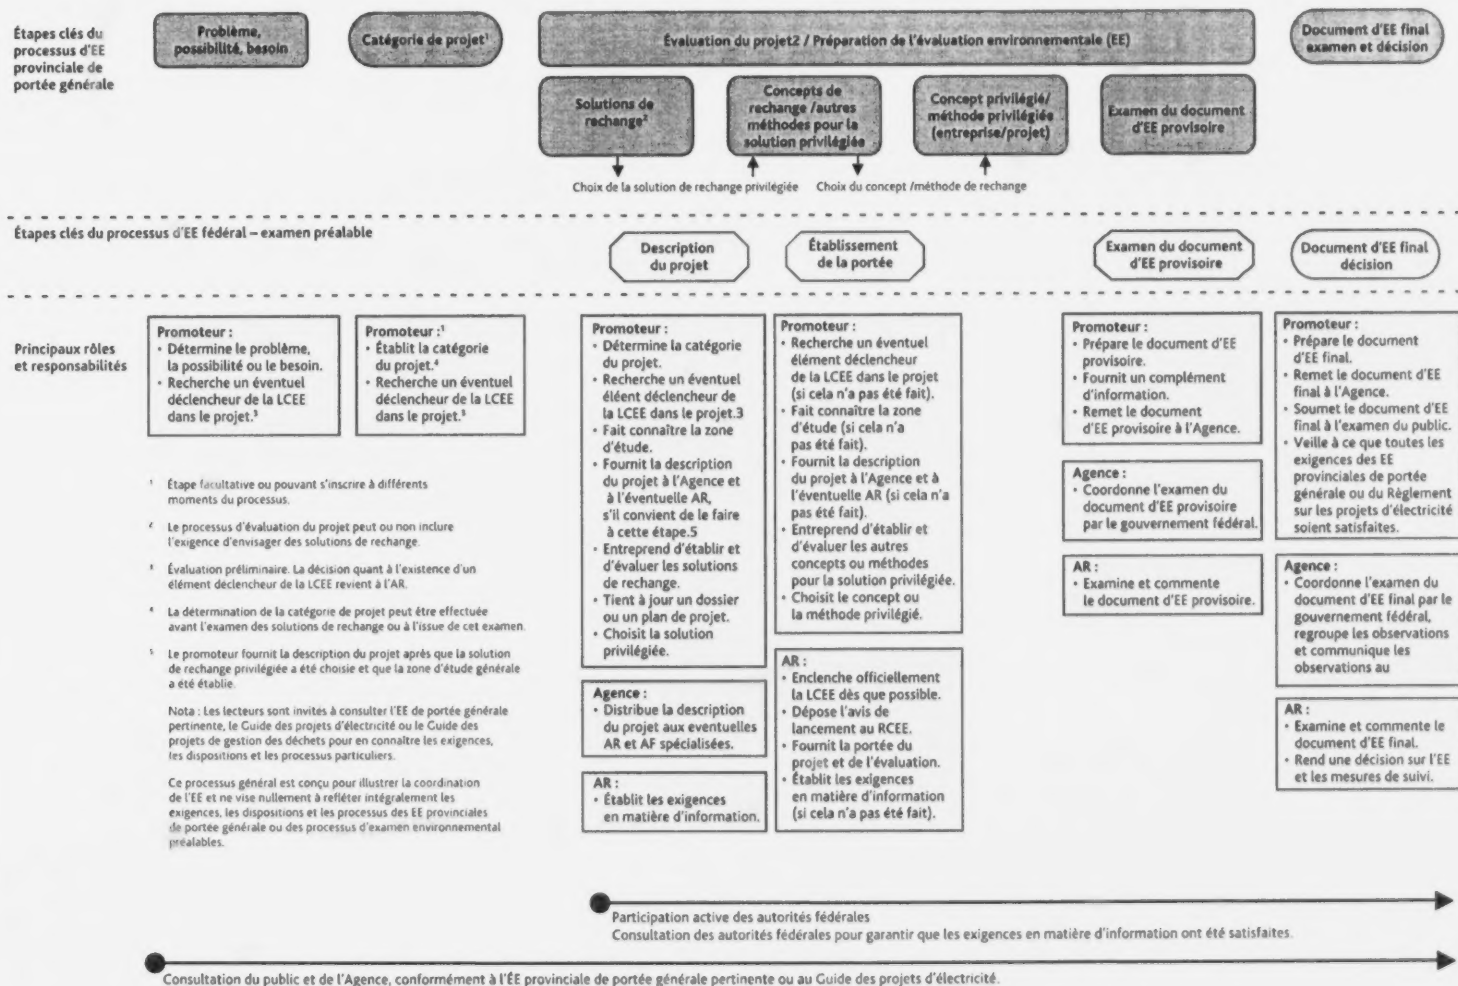 Étapes clés du
processus d'EE
provinciale de
portée générale
Problème,
possibilité, besoin
Catégorie de projet¹
Évaluation du projet2 / Préparation de l'évaluation environnementale (EE)
Document d'EE final
examen et décision
Solutions de
rechange²
Concepts de
rechange /autres
méthodes pour la
solution privilégiée
Concept privilégié/
méthode privilégiée
(entreprise/projet)
Examen du document
d'EE provisoire
Choix de la solution de rechange privilégiée
Choix du concept /méthode de rechange
Étapes clés du processus d'EE fédéral – examen préalable
Description
du projet
Établissement
de la portée
Examen du document
d'EE provisoire
Document d'EE final
décision
Principaux rôles
et responsabilités
Promoteur :
• Détermine le problème,
la possibilité ou le besoin.
• Recherche un éventuel
déclencheur de la LCEE
dans le projet.³
Promoteur :¹
• Établit la catégorie
du projet.⁴
• Recherche un éventuel
déclencheur de la LCEE
dans le projet.³
Promoteur :
• Détermine la catégorie
du projet.
• Recherche un éventuel
éléent déclencheur de
la LCEE dans le projet.3
• Fait connaître la zone
d'étude.
• Fournit la description
du projet à l'Agence et
à l'éventuelle AR,
s'il convient de le faire
à cette étape.5
• Entreprend d'établir et
d'évaluer les solutions
de rechange.
• Tient à jour un dossier
ou un plan de projet.
• Choisit la solution
privilégiée.
Agence :
• Distribue la description
du projet aux eventuelles
AR et AF spécialisées.
AR :
• Établit les exigences
en matière d'information.
Promoteur :
• Recherche un éventuel
élément déclencheur
de la LCEE dans le projet
(si cela n'a pas été fait).
• Fait connaître la zone
d'étude (si cela n'a
pas été fait).
• Fournit la description
du projet à l'Agence et à
l'éventuelle AR (si cela n'a
pas été fait).
• Entreprend d'établir et
d'évaluer les autres
concepts ou méthodes
pour la solution privilégiée.
• Choisit le concept ou
la méthode privilégié.
AR :
• Enclenche officiellement
la LCEE dès que possible.
• Dépose l'avis de
lancement au RCEE.
• Fournit la portée du
projet et de l'évaluation.
• Établit les exigences
en matière d'information
(si cela n'a pas été fait).
Promoteur :
• Prépare le document d'EE
provisoire.
• Fournit un complément
d'information.
• Remet le document
d'EE provisoire à l'Agence.
Agence :
• Coordonne l'examen du
document d'EE provisoire
par le gouvernement fédéral.
AR :
• Examine et commente
le document d'EE provisoire.
Promoteur :
• Prépare le document
d'EE final.
• Remet le document d'EE
final à l'Agence.
• Soumet le document d'EE
final à l'examen du public.
• Veille à ce que toutes les
exigences des EE
provinciales de portée
générale ou du Règlement
sur les projets d'électricité
soient satisfaites.
Agence :
• Coordonne l'examen du
document d'EE final par le
gouvernement fédéral,
regroupe les observations
et communique les
observations au
AR :
• Examine et commente le
document d'EE final.
• Rend une décision sur l'EE
et les mesures de suivi.
¹ Étape facultative ou pouvant s'inscrire à différents
moments du processus.
² Le processus d'évaluation du projet peut ou non inclure
l'exigence d'envisager des solutions de rechange.
³ Évaluation préliminaire. La décision quant à l'existence d'un
élément déclencheur de la LCEE revient à l'AR.
⁴ La détermination de la catégorie de projet peut être effectuée
avant l'examen des solutions de rechange ou à l'issue de cet examen.
⁵ Le promoteur fournit la description du projet après que la solution
de rechange privilégiée a été choisie et que la zone d'étude générale
a été établie.
Nota : Les lecteurs sont invités à consulter l'EE de portée générale
pertinente, le Guide des projets d'électricité ou le Guide des
projets de gestion des déchets pour en connaître les exigences,
les dispositions et les processus particuliers.
Ce processus général est conçu pour illustrer la coordination
de l'EE et ne vise nullement à refléter intégralement les
exigences, les dispositions et les processus des EE provinciales
de portée générale ou des processus d'examen environnemental
préalables.
Participation active des autorités fédérales
Consultation des autorités fédérales pour garantir que les exigences en matière d'information ont été satisfaites.
Consultation du public et de l'Agence, conformément à l'ÉE provinciale de portée générale pertinente ou au Guide des projets d'électricité.